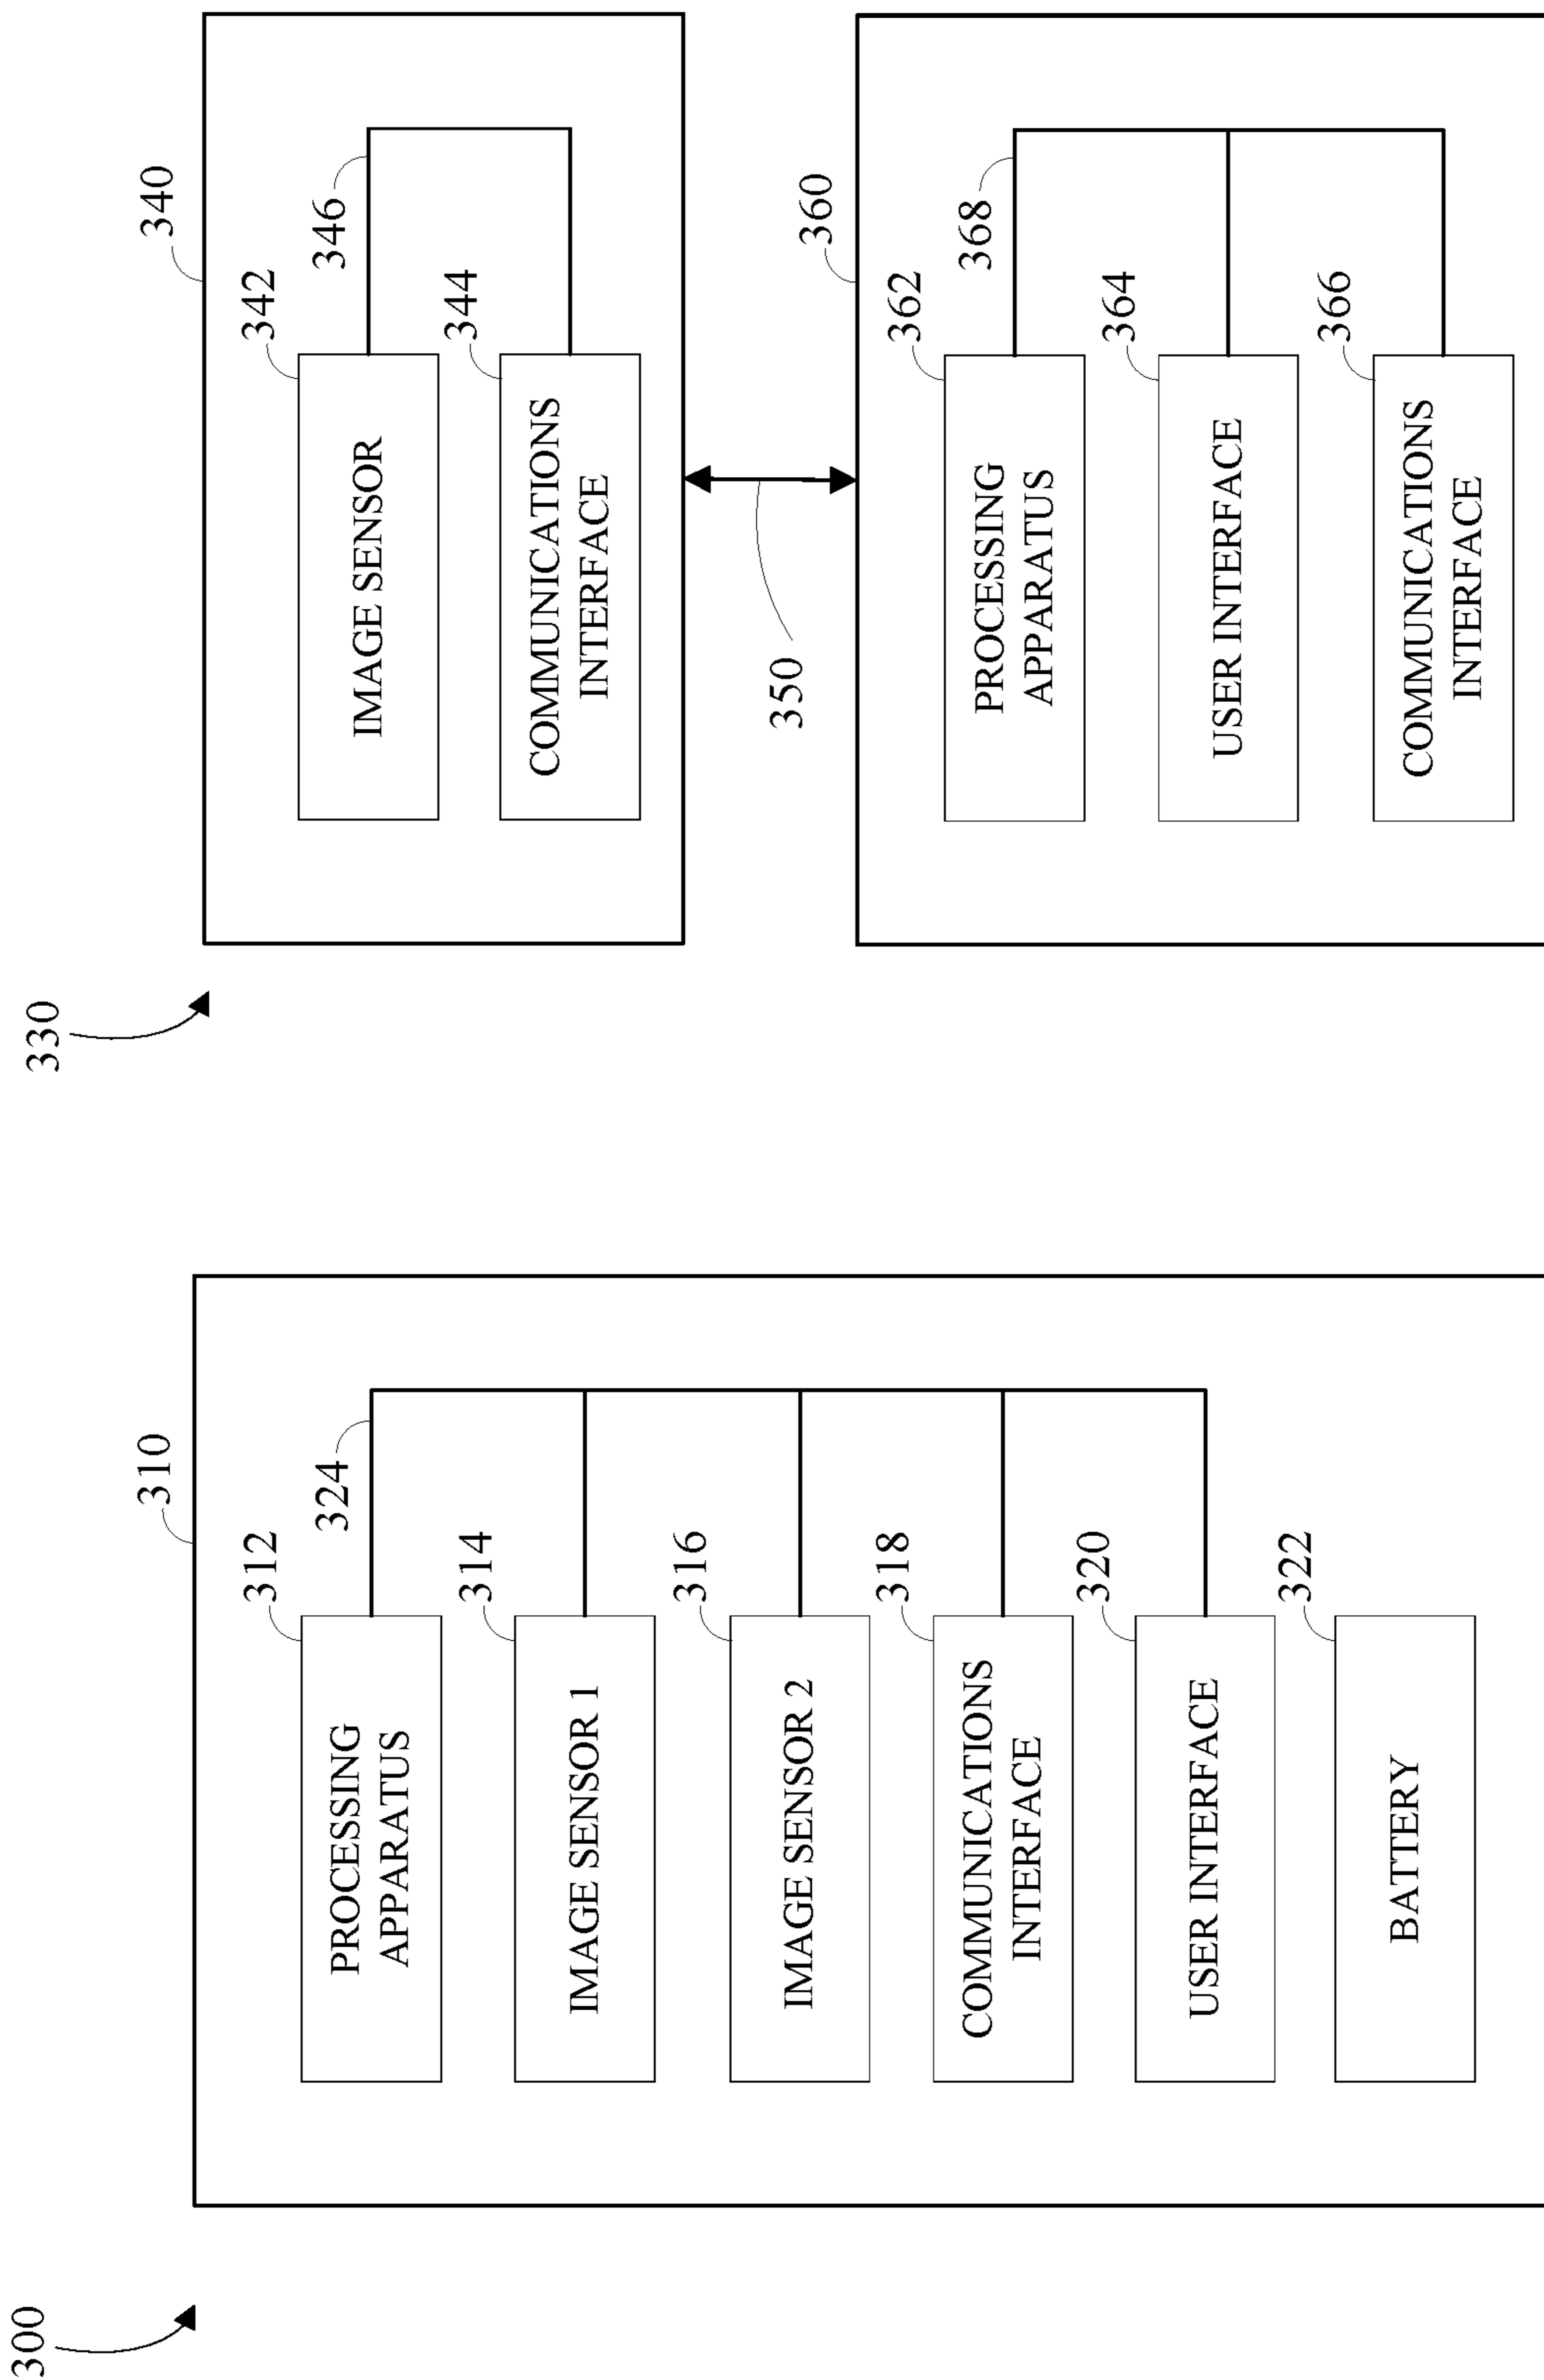 300
310
312
PROCESSING
APPARATUS
324
314
IMAGE SENSOR 1
316
IMAGE SENSOR 2
318
COMMUNICATIONS
INTERFACE
320
USER INTERFACE
322
BATTERY
330
340
342
IMAGE SENSOR
346
344
COMMUNICATIONS
INTERFACE
350
360
362
PROCESSING
APPARATUS
368
364
USER INTERFACE
366
COMMUNICATIONS
INTERFACE